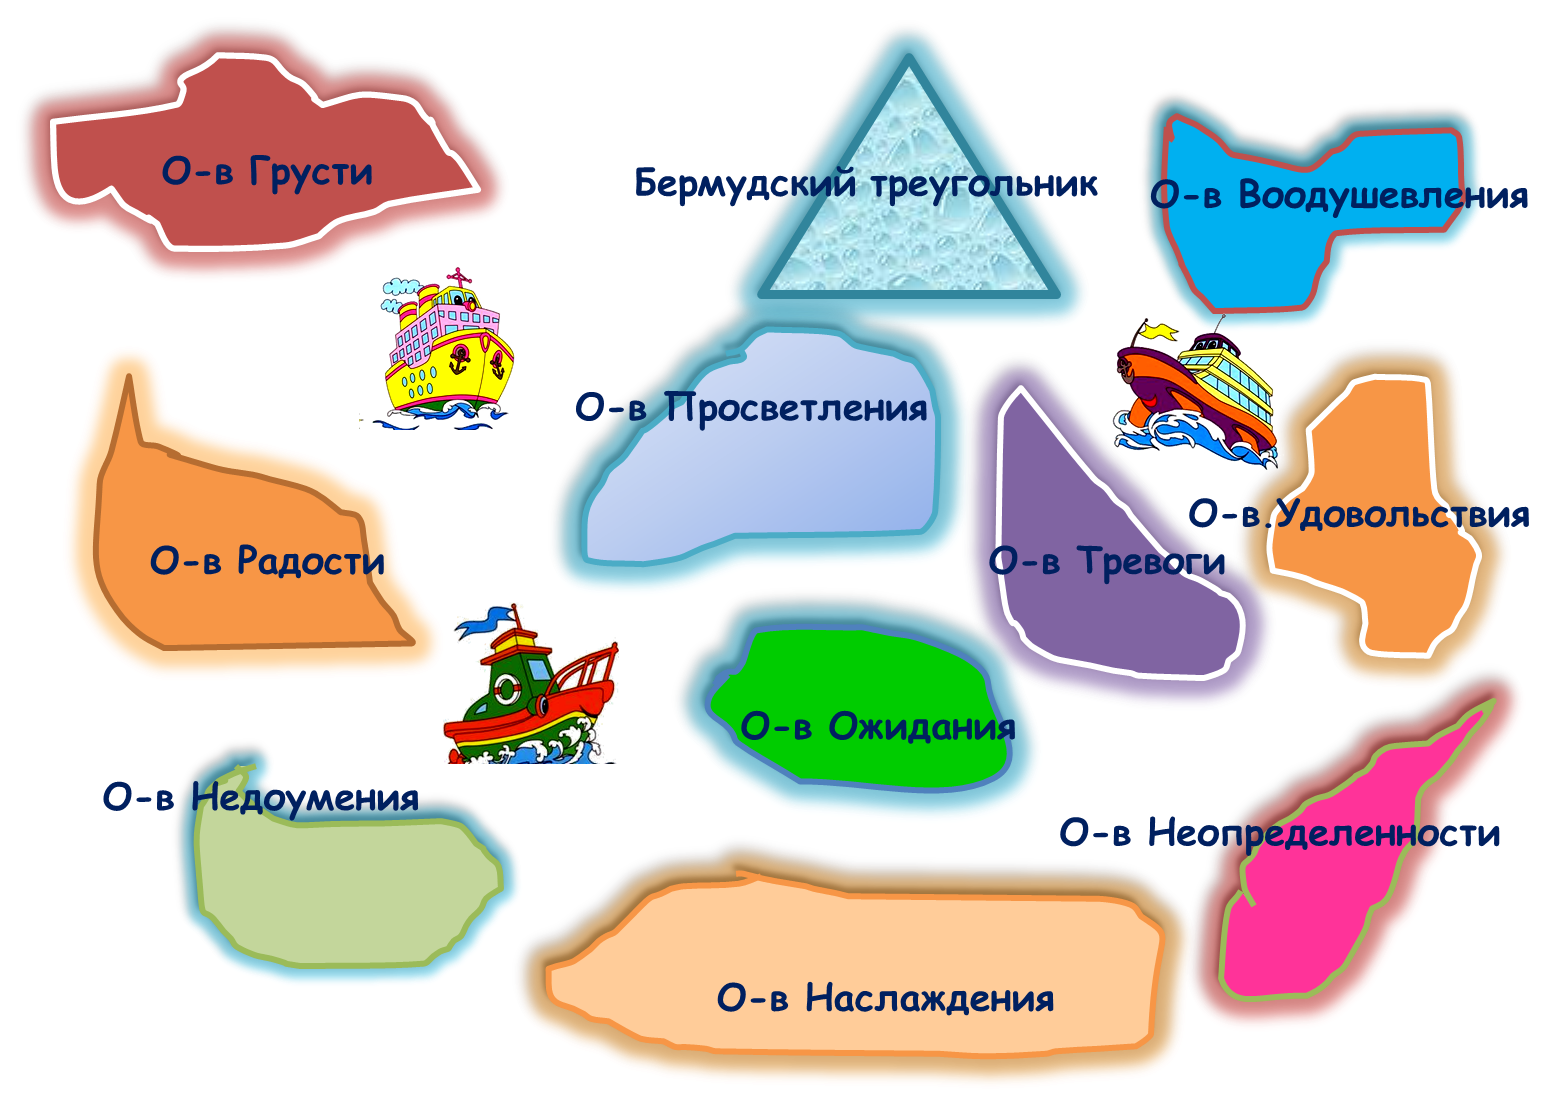 О-в Грусти
Бермудский треугольник
О-в Воодушевления
О-в Просветления
О-в.Удовольствия
О-в Радости
О-в Тревоги
О-в Ожидания
О-в Недоумения
О-в Неопределенности
О-в Наслаждения